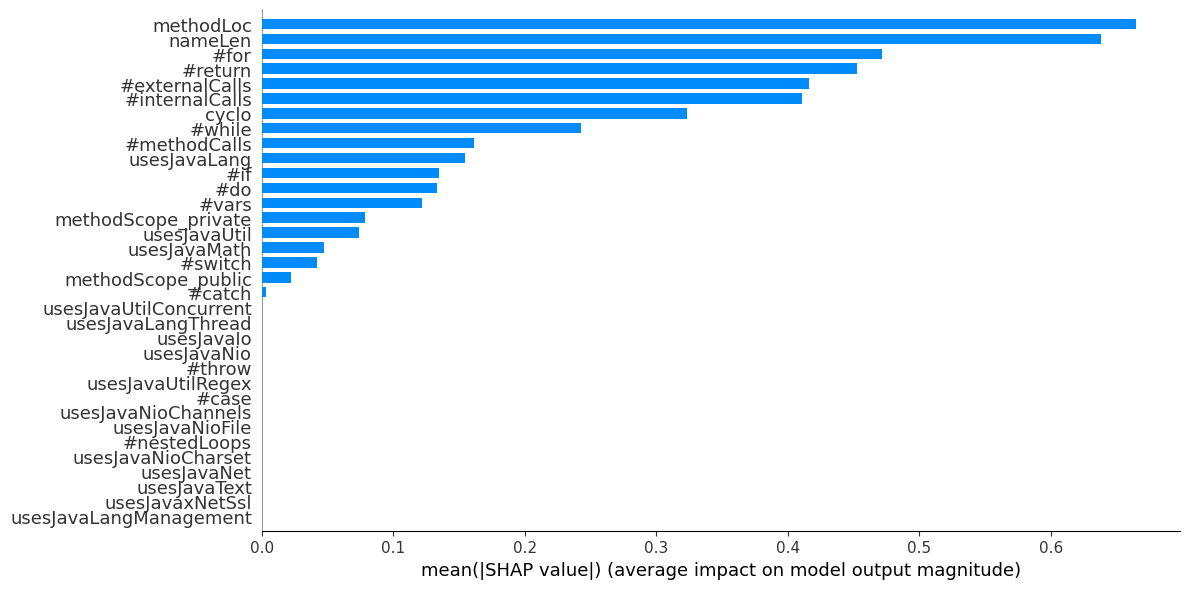 methodLoc
nameLen
#for
#return
#externalCalls
#internalCalls
cyclo
#while
#methodCalls
usesJavaLang
#if
#do
#vars
methodScope_private
usesJavaUtil
usesJavaMath
#switch
methodScope_public
#catch
usesJavaUtilConcurrent
usesJavaLangThread
usesJavaIo
usesJavaNio
#throw
usesJavaUtilRegex
#case
usesJavaNioChannels
usesJavaNioFile
#nestedLoops
usesJavaNioCharset
usesJavaNet
usesJavaText
usesJavaxNetSsl
usesJavaLangManagement
0.0 0.1 0.2 0.3 0.4 0.5 0.6
mean(|SHAP value|) (average impact on model output magnitude)